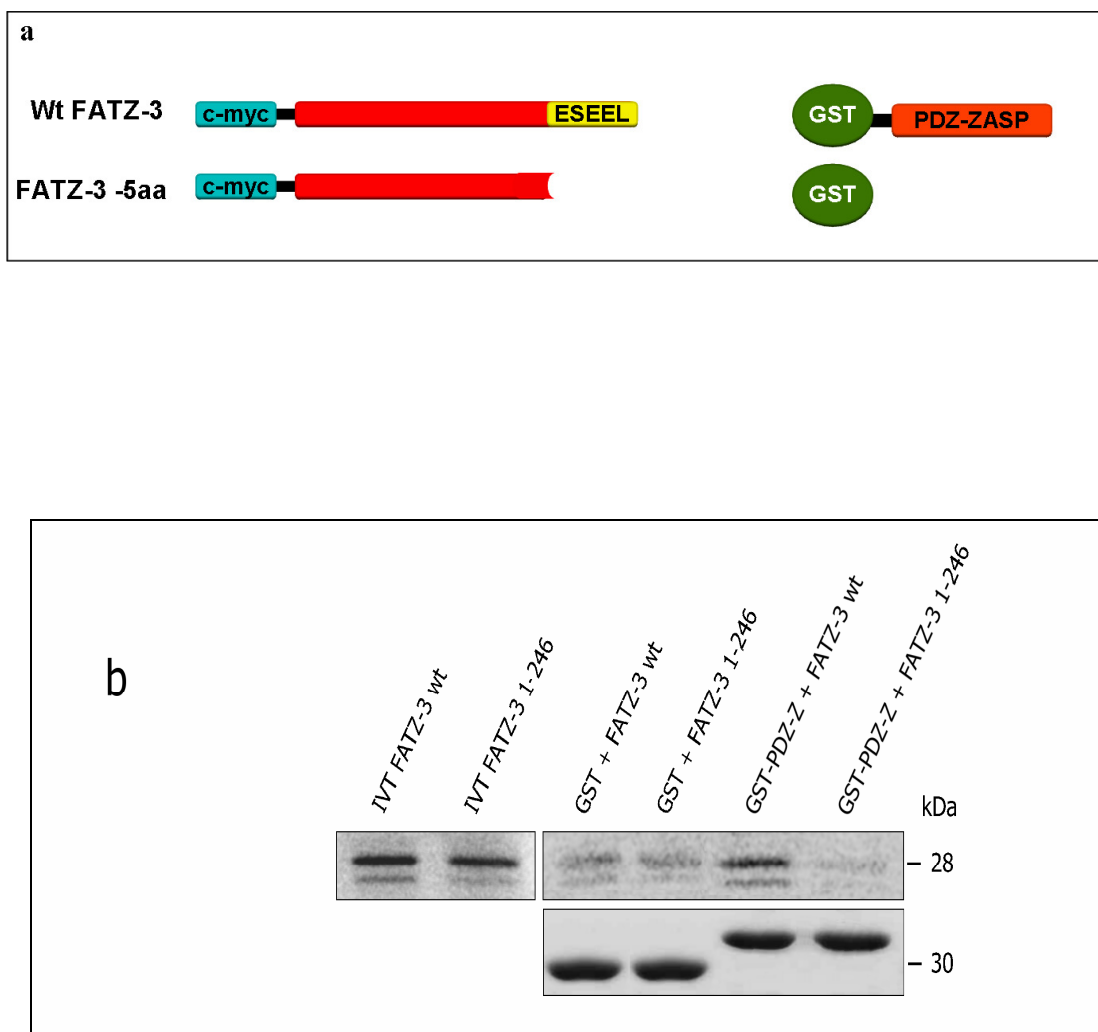 a
Wt FATZ-3 c-myc ESEEL GST PDZ-ZASP
FATZ-3 -5aa c-myc GST
b
IVT FATZ-3 wt
IVT FATZ-3 1-246
GST + FATZ-3 wt
GST + FATZ-3 1-246
GST-PDZ-Z + FATZ-3 wt
GST-PDZ-Z + FATZ-3 1-246
kDa
– 28
– 30